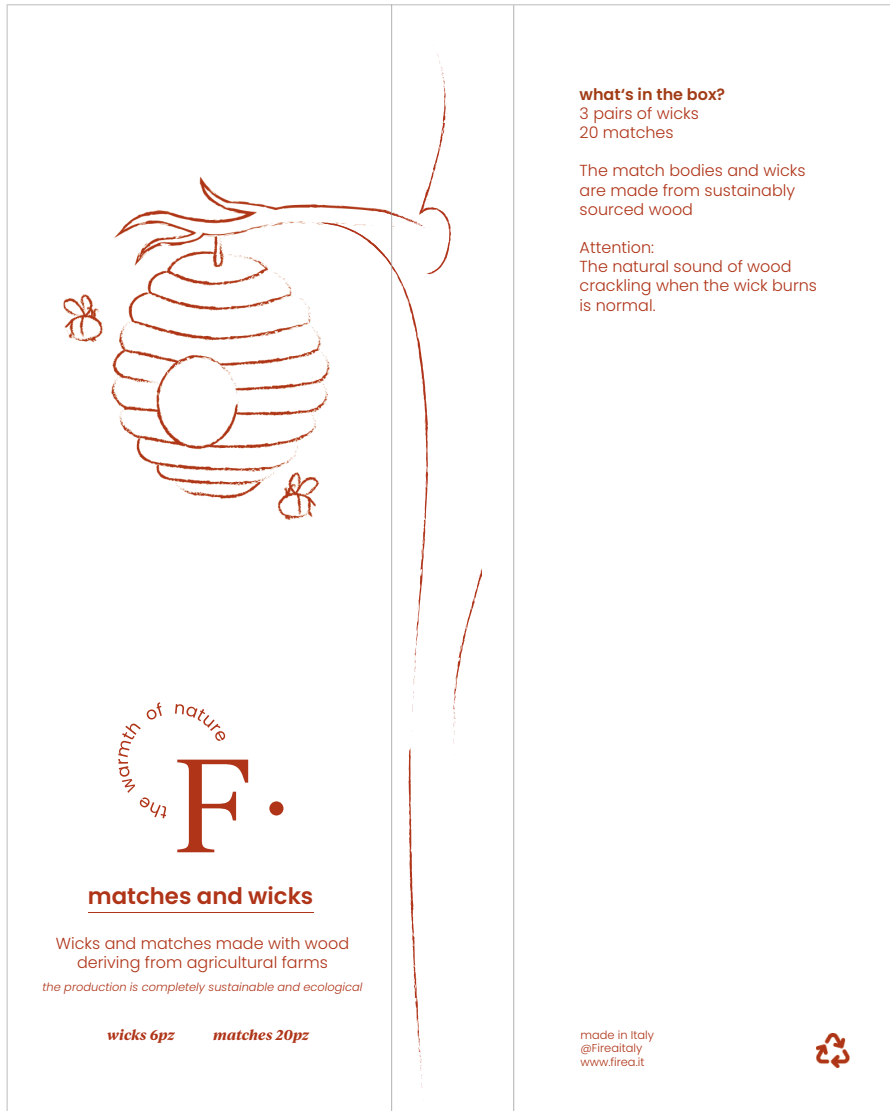 the warmth of nature
F.
matches and wicks
Wicks and matches made with wood
deriving from agricultural farms
the production is completely sustainable and ecological
wicks 6pz matches 20pz
what‘s in the box?
3 pairs of wicks
20 matches
The match bodies and wicks
are made from sustainably
sourced wood
Attention:
The natural sound of wood
crackling when the wick burns
is normal.
made in Italy
@Fireaitaly
www.firea.it